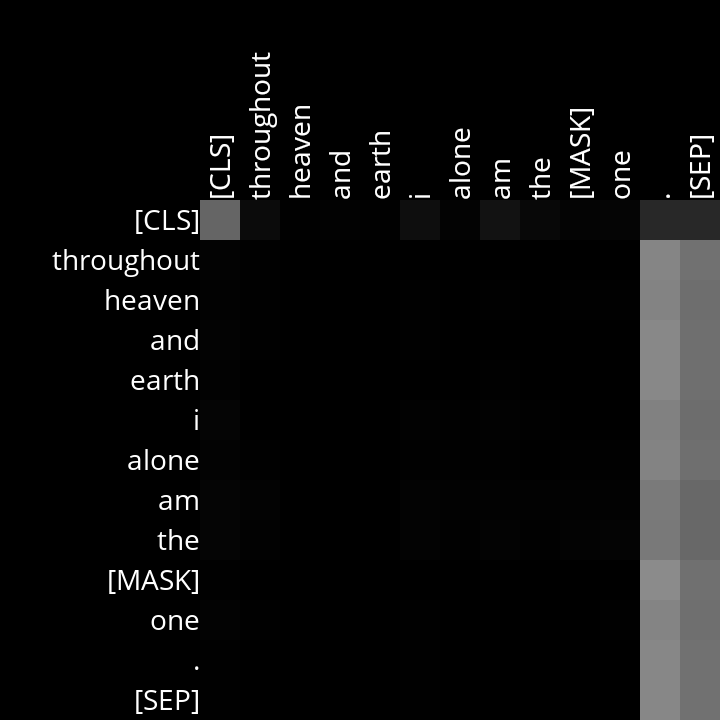 [CLS] throughout heaven and earth i alone am the [MASK] one . [SEP]
[CLS]
throughout
heaven
and
earth
i
alone
am
the
[MASK]
one
.
[SEP]